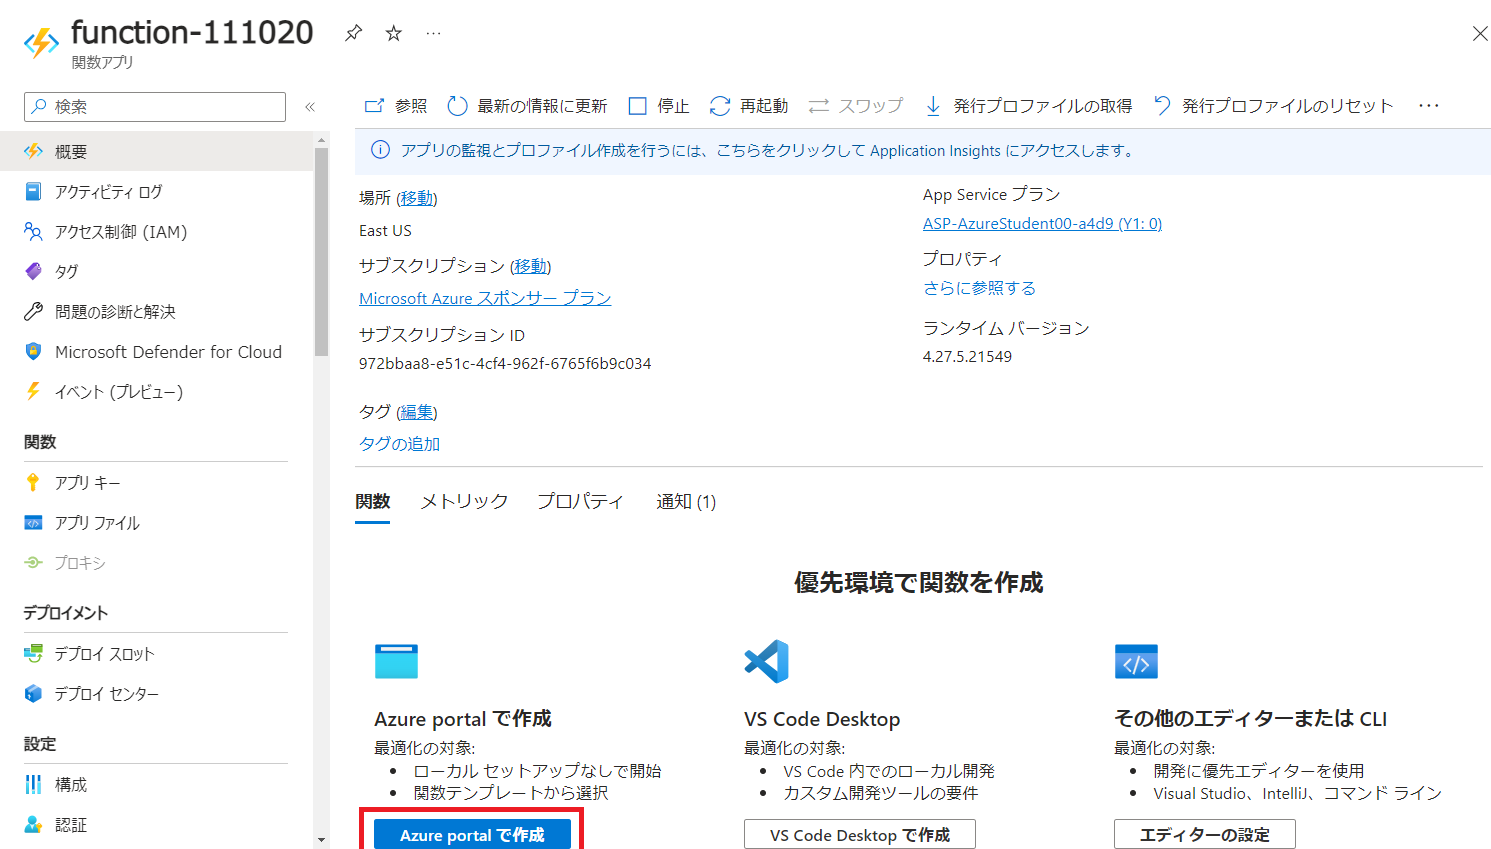 function-111020
関数アプリ
検索
«
参照
最新の情報に更新
停止
再起動
スワップ
発行プロファイルの取得
発行プロファイルのリセット
概要
アクティビティ ログ
アクセス制御 (IAM)
タグ
問題の診断と解決
Microsoft Defender for Cloud
イベント (プレビュー)
関数
アプリ キー
アプリ ファイル
プロキシ
デプロイメント
デプロイ スロット
デプロイ センター
設定
構成
認証
アプリの監視とプロファイル作成を行うには、こちらをクリックして Application Insights にアクセスします。
場所 (移動)
East US
サブスクリプション (移動)
Microsoft Azure スポンサー プラン
サブスクリプション ID
972bbaa8-e51c-4cf4-962f-6765f6b9c034
タグ (編集)
タグの追加
App Service プラン
ASP-AzureStudent00-a4d9 (Y1: 0)
プロパティ
さらに参照する
ランタイム バージョン
4.27.5.21549
関数
メトリック
プロパティ
通知 (1)
優先環境で関数を作成
Azure portal で作成
最適化の対象:
• ローカル セットアップなしで開始
• 関数テンプレートから選択
Azure portal で作成
VS Code Desktop
最適化の対象:
• VS Code 内でのローカル開発
• カスタム開発ツールの要件
VS Code Desktop で作成
その他のエディターまたは CLI
最適化の対象:
• 開発に優先エディターを使用
• Visual Studio、IntelliJ、コマンド ライン
エディターの設定